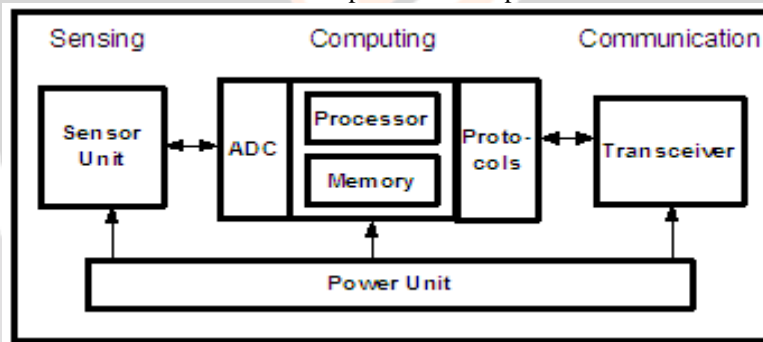 Sensing
Computing
Communication
Sensor
Unit
ADC
Processor
Memory
Proto-
cols
Transceiver
Power Unit